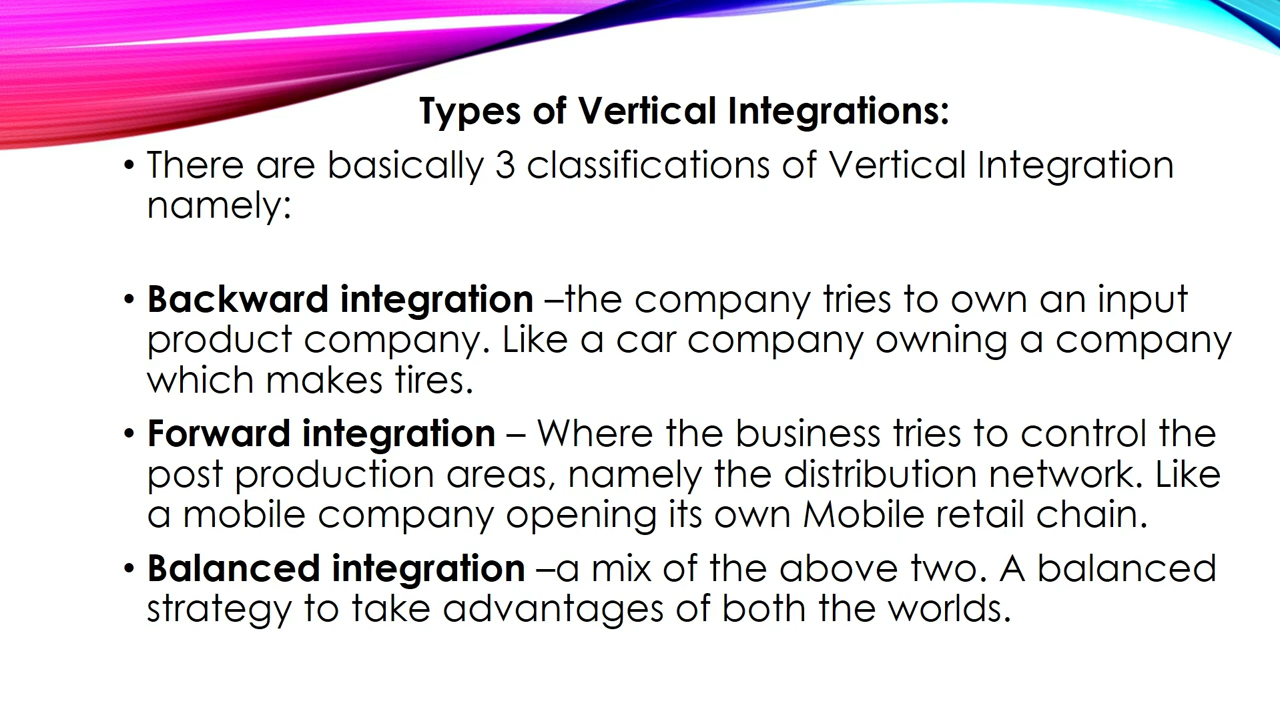 Types of Vertical Integrations:
• There are basically 3 classifications of Vertical Integration
namely:
• Backward integration –the company tries to own an input
product company. Like a car company owning a company
which makes tires.
• Forward integration – Where the business tries to control the
post production areas, namely the distribution network. Like
a mobile company opening its own Mobile retail chain.
• Balanced integration –a mix of the above two. A balanced
strategy to take advantages of both the worlds.